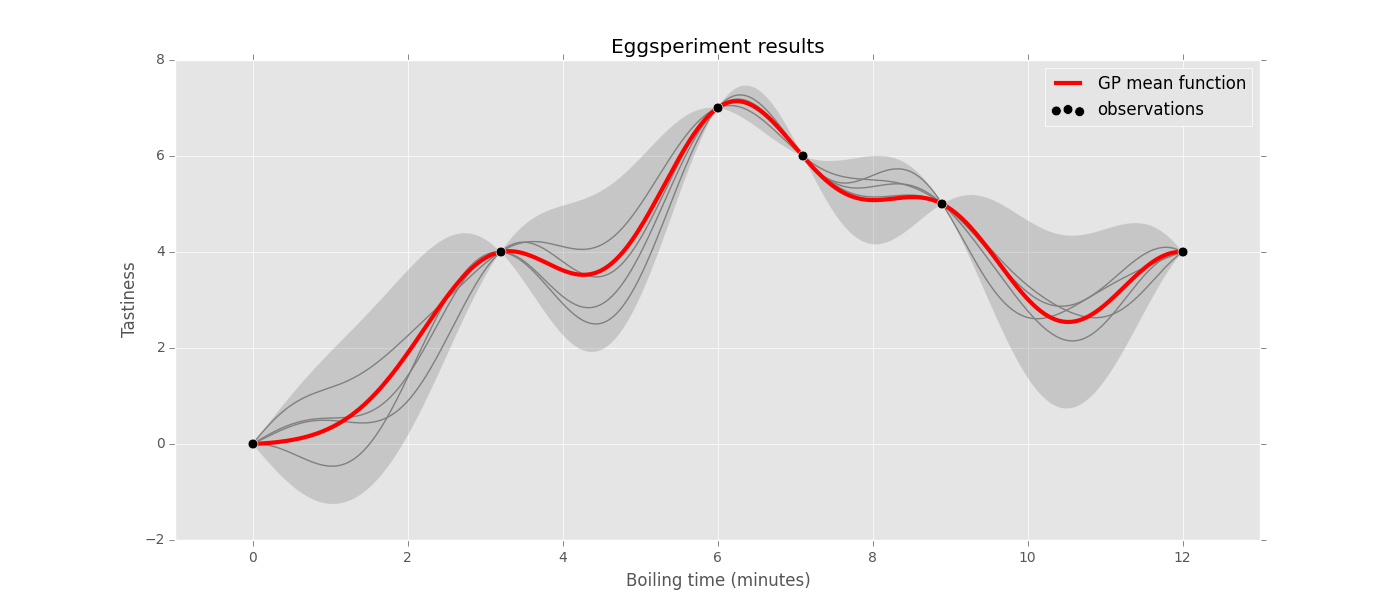 Eggsperiment results
GP mean function
observations
Tastiness
8
6
4
2
0
−2
0 2 4 6 8 10 12
Boiling time (minutes)